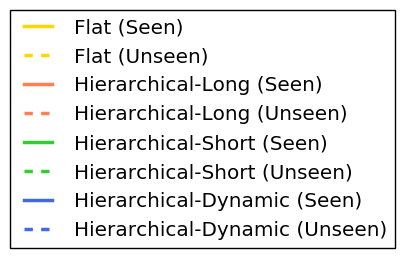 Flat (Seen)
Flat (Unseen)
Hierarchical-Long (Seen)
Hierarchical-Long (Unseen)
Hierarchical-Short (Seen)
Hierarchical-Short (Unseen)
Hierarchical-Dynamic (Seen)
Hierarchical-Dynamic (Unseen)